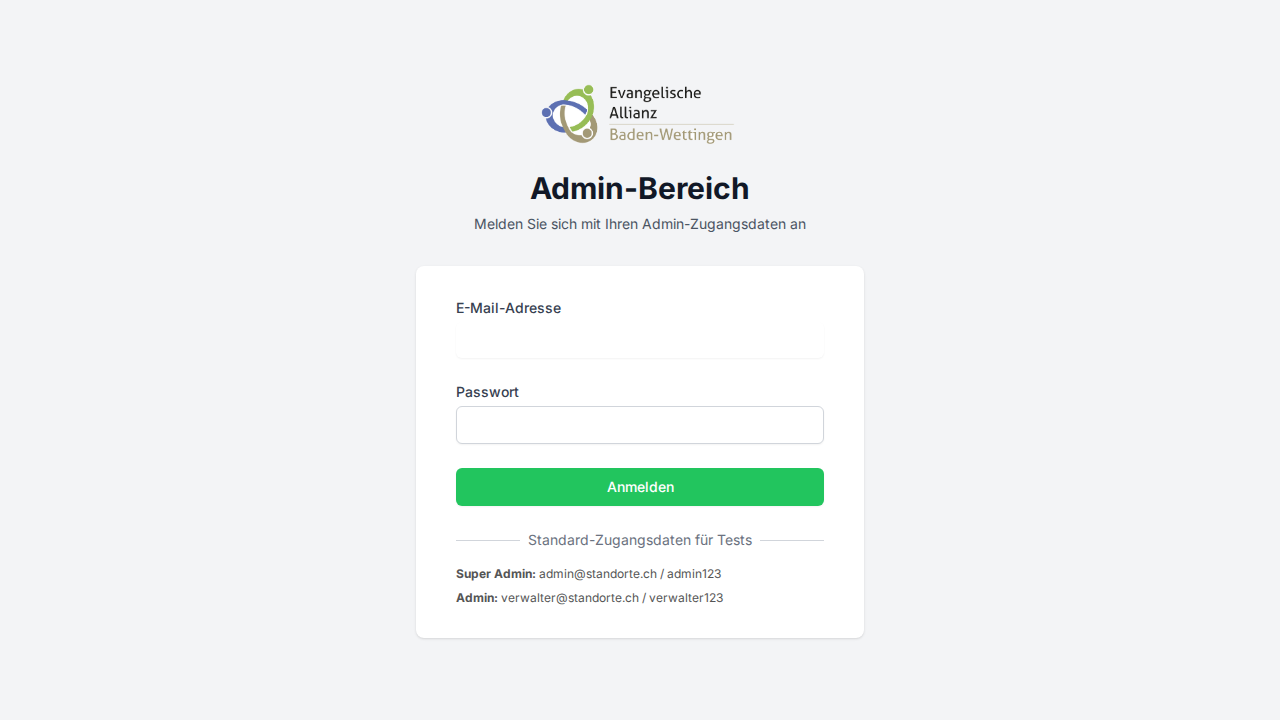 Evangelische
Allianz
Baden-Wettingen
Admin-Bereich
Melden Sie sich mit Ihren Admin-Zugangsdaten an
E-Mail-Adresse
Passwort
Anmelden
Standard-Zugangsdaten für Tests
Super Admin: admin@standorte.ch / admin123
Admin: verwalter@standorte.ch / verwalter123